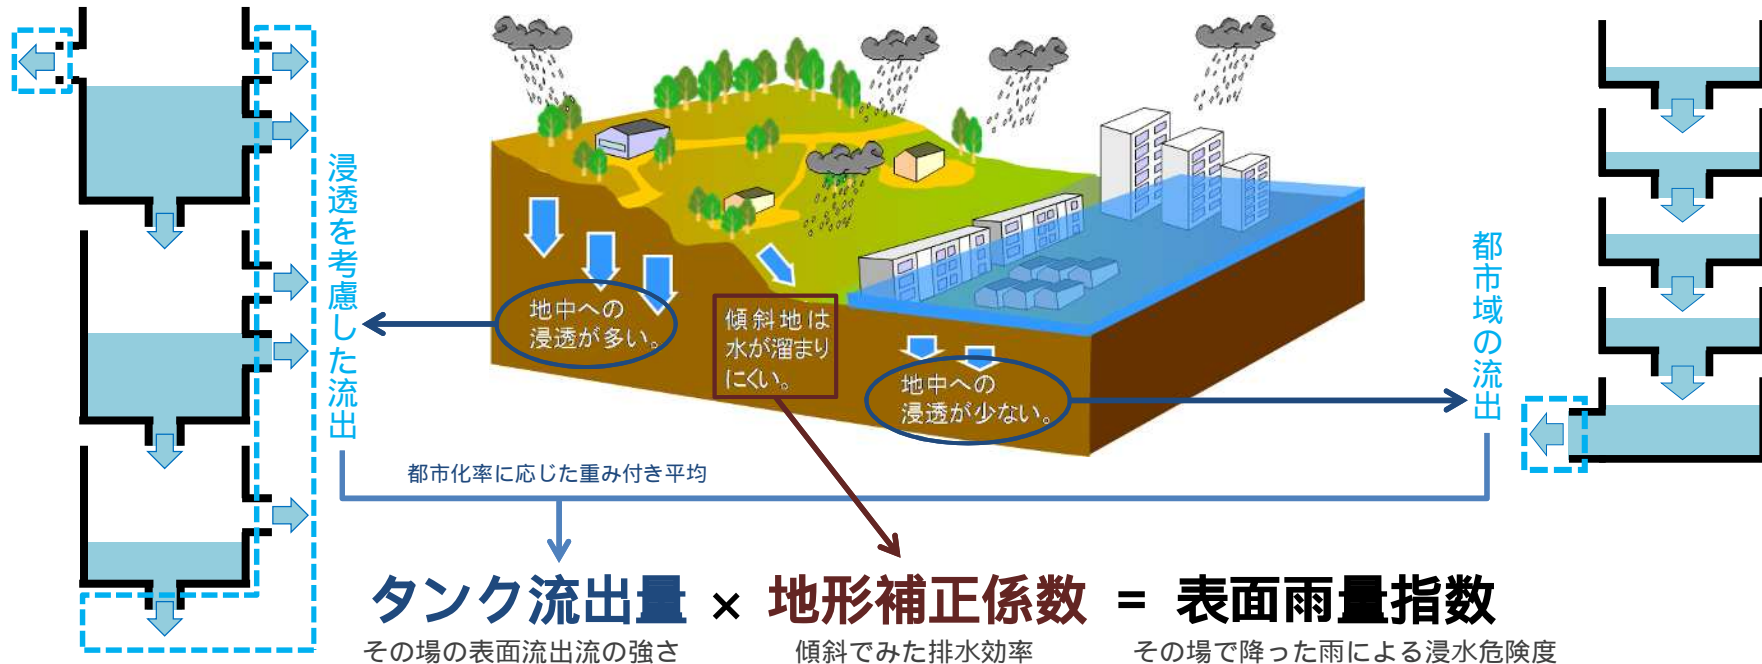 浸透を考慮した流出
地中への
浸透が多い。
傾斜地は
水が溜まり
にくい。
地中への
浸透が少ない。
都市域の流出
都市化率に応じた重み付き平均
タンク流出量 × 地形補正係数 = 表面雨量指数
その場の表面流出流の強さ 傾斜でみた排水効率 その場で降った雨による浸水危険度